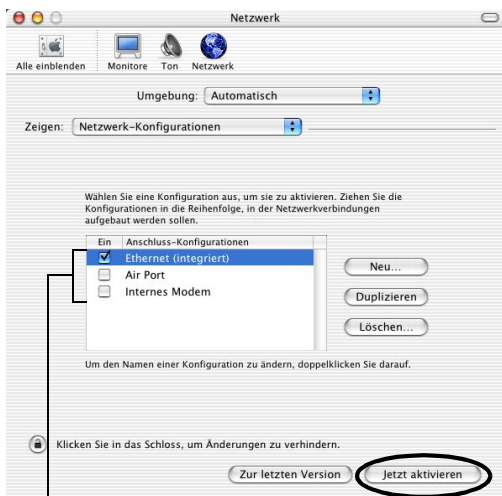 Netzwerk
Alle einblenden Monitore Ton Netzwerk
Umgebung: Automatisch
Zeigen: Netzwerk-Konfigurationen
Wählen Sie eine Konfiguration aus, um sie zu aktivieren. Ziehen Sie die
Konfigurationen in die Reihenfolge, in der Netzwerkverbindungen
aufgebaut werden sollen.
Ein Anschluss-Konfigurationen
Ethernet (integriert)
Air Port
Internes Modem
Neu...
Duplizieren
Löschen...
Um den Namen einer Konfiguration zu ändern, doppelklicken Sie darauf.
Klicken Sie in das Schloss, um Änderungen zu verhindern.
Zur letzten Version Jetzt aktivieren